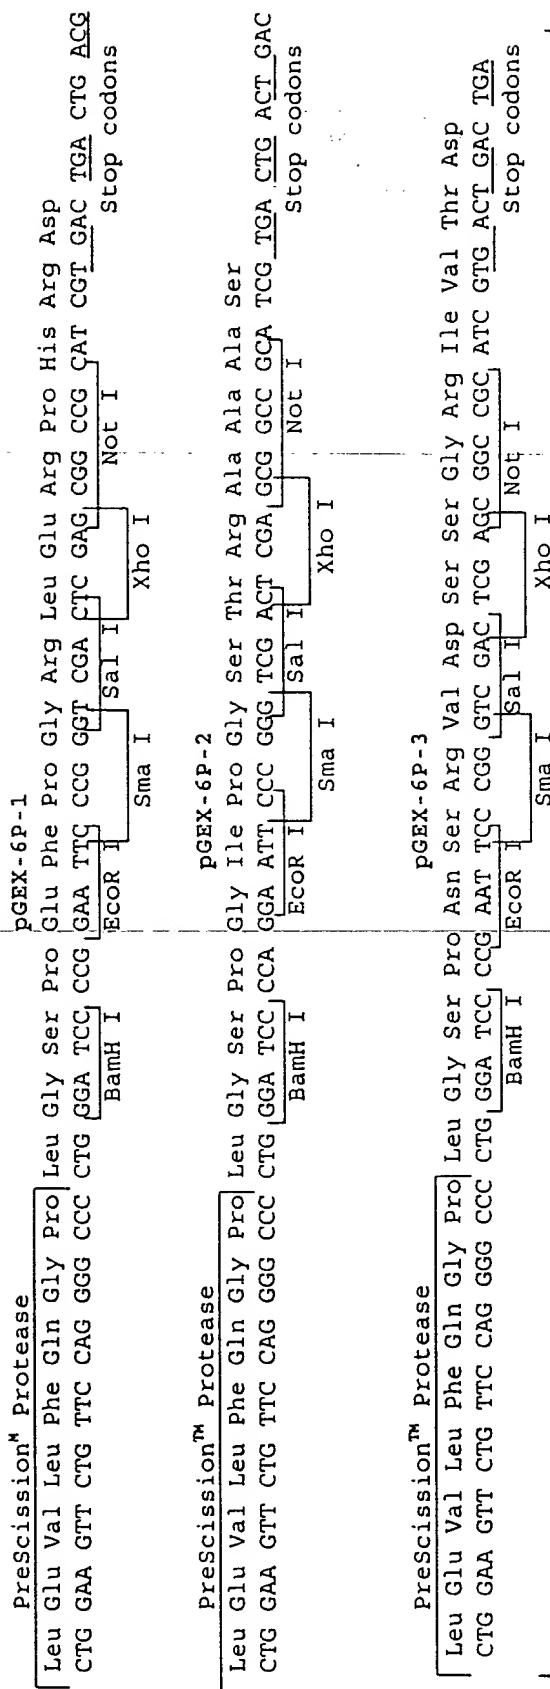 pGEX-6P-1
PreScissionM Protease
Leu Glu Val Leu Phe Gln Gly Pro Leu Gly Ser Pro Glu Phe Pro Gly Arg Leu Glu Arg Pro His Arg Asp
CTG GAA GTT CTG TTC CAG GGG CCC CTG GGA TCC CCG GAA TTC CCG GGT CGA CTC GAG CGG CCG CAT CGT GAC TGA CTG ACG
BamH I EcoR I Sal I Not I Stop codons
Sma I Xho I
pGEX-6P-2
PreScission™ Protease
Leu Glu Val Leu Phe Gln Gly Pro Leu Gly Ser Pro Gly Ile Pro Gly Ser Thr Arg Ala Ala Ala Ser
CTG GAA GTT CTG TTC CAG GGG CCC CTG GGA TCC CCA GGA ATT CCC GGG TCG ACT CGA GCG GCC GCA TCG TGA CTG ACT GAC
BamH I EcoR I Sal I Not I Stop codons
Sma I Xho I
pGEX-6P-3
PreScission™ Protease
Leu Glu Val Leu Phe Gln Gly Pro Leu Gly Ser Pro Asn Ser Arg Val Asp Ser Ser Gly Arg Ile Val Thr Asp
CTG GAA GTT CTG TTC CAG GGG CCC CTG GGA TCC CCG AAT TCC CGG GTC GAC TCG AGC GGC CGC ATC GTG ACT GAC TGA
BamH I EcoR I Sal I Not I Stop codons
Sma I Xho I